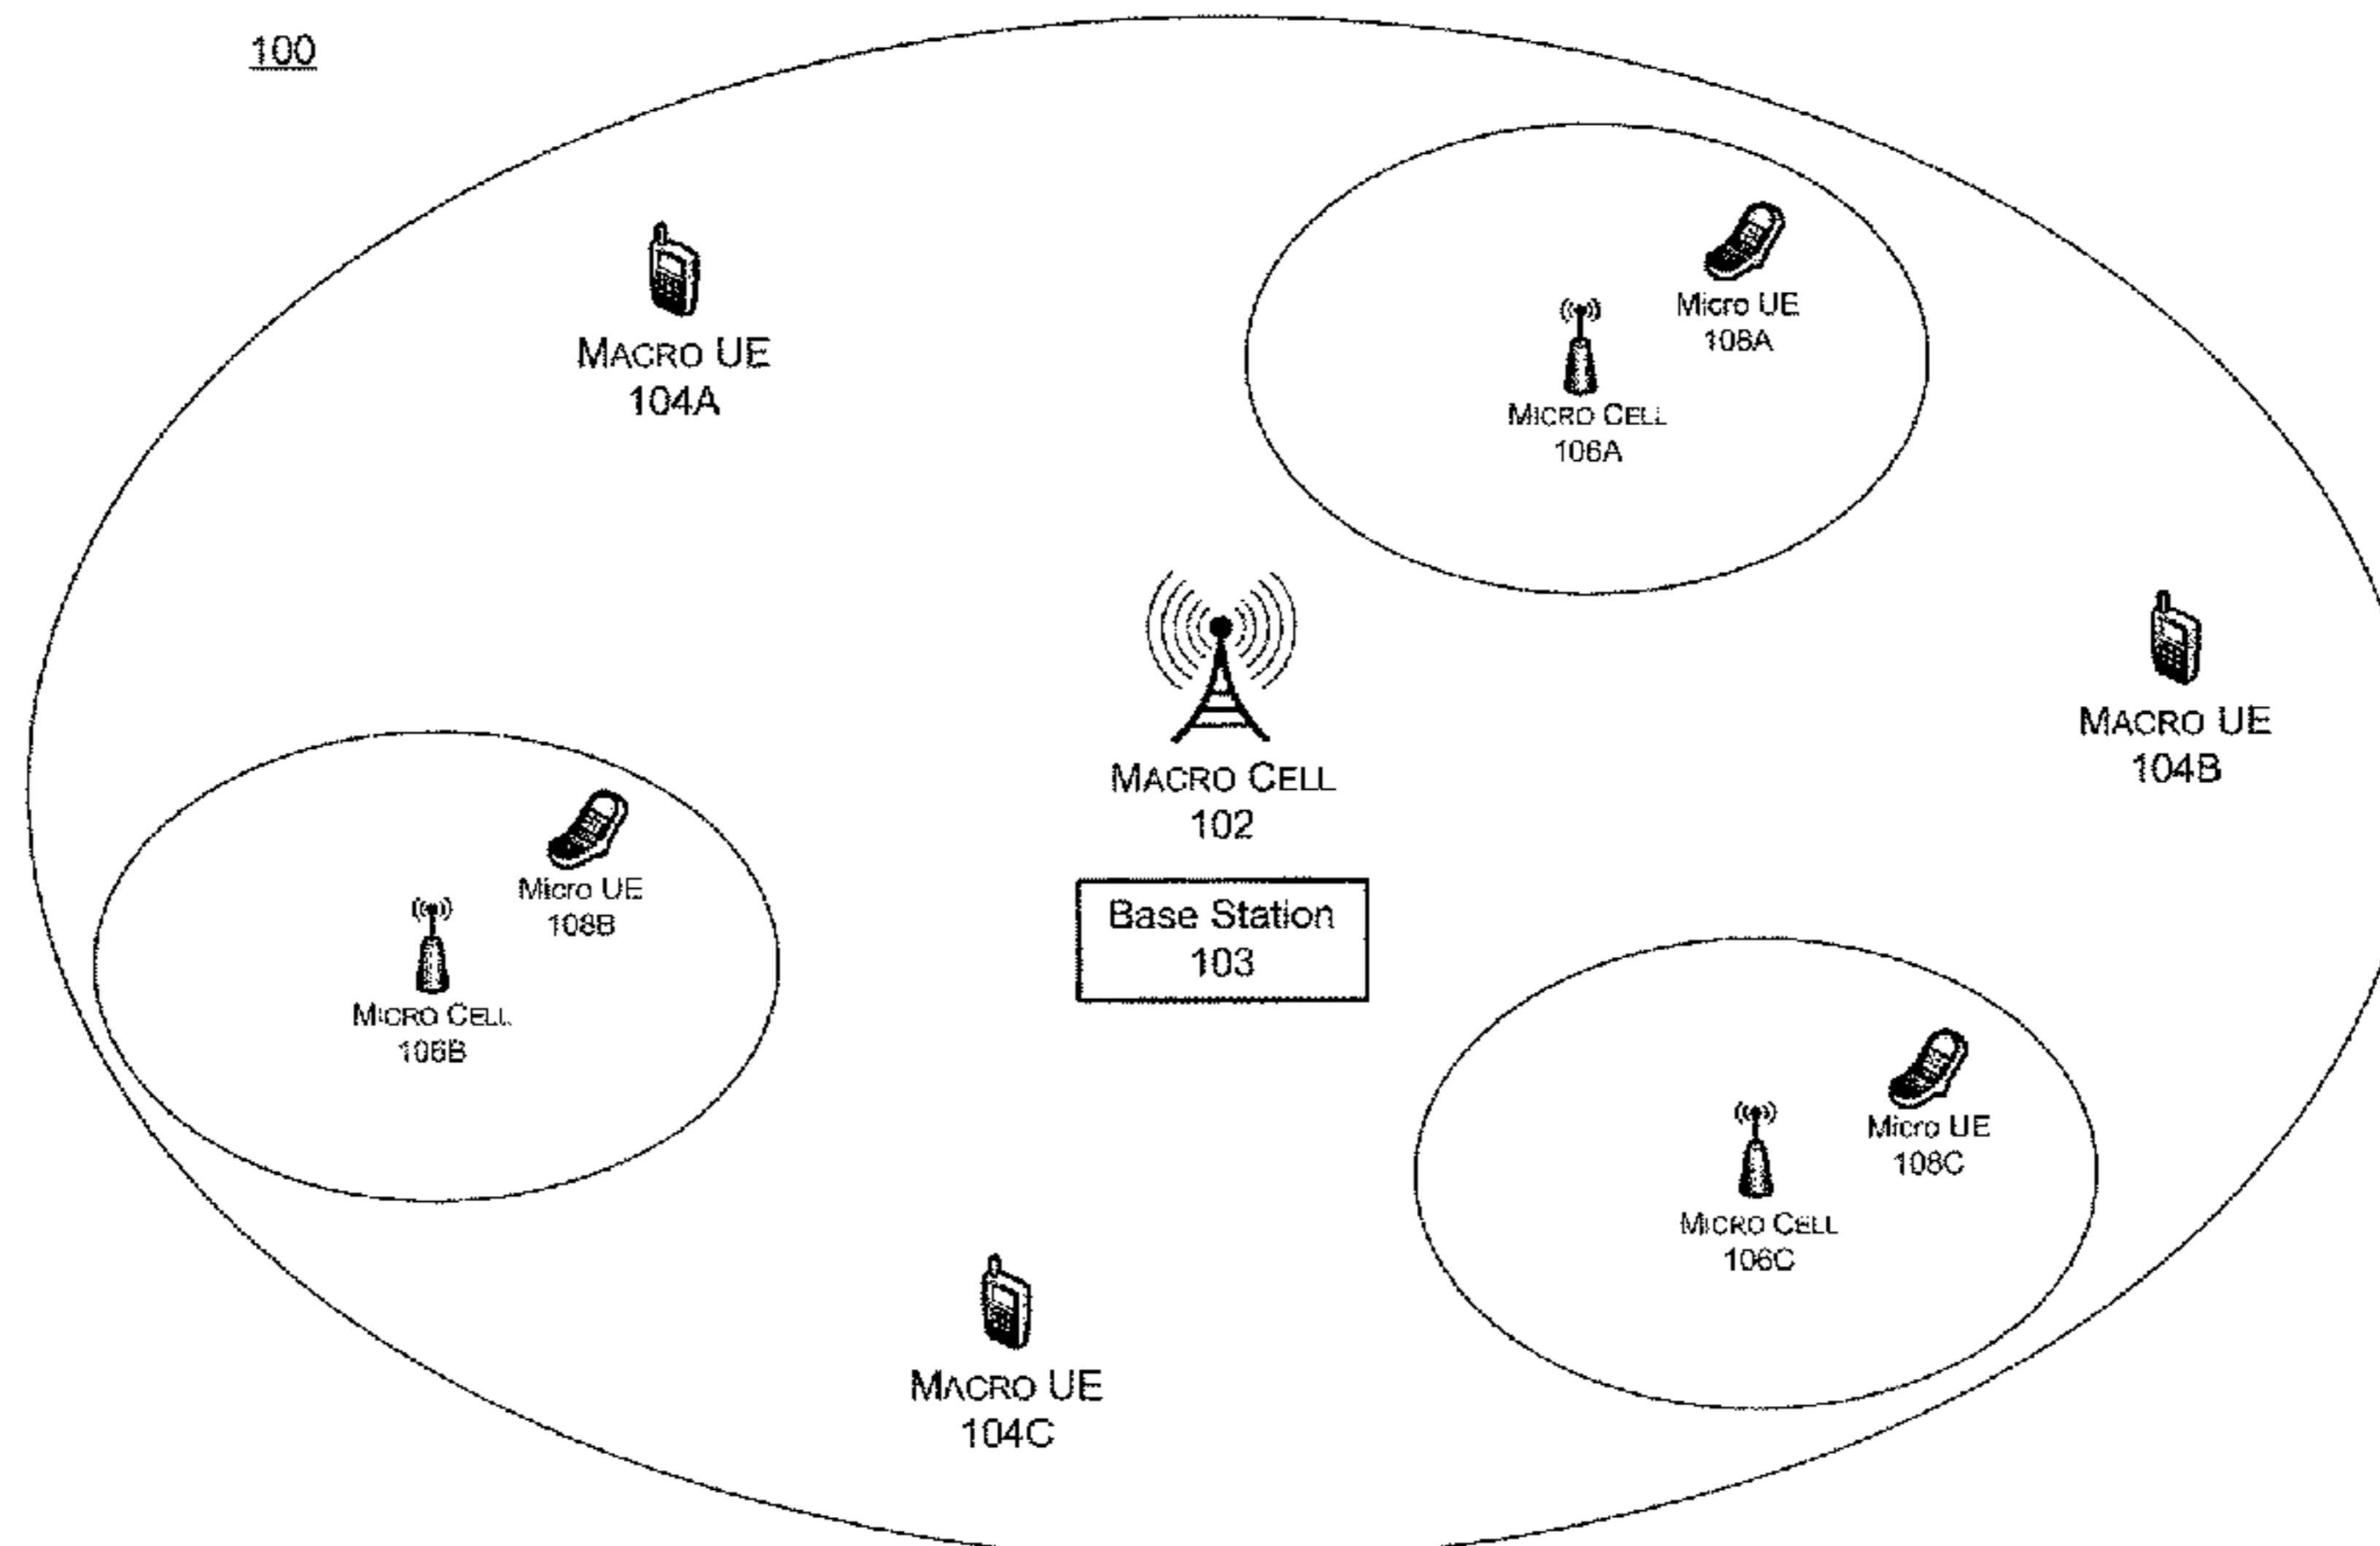 100
MACRO UE
104A
Micro UE
108A
MICRO CELL
106A
MACRO CELL
102
MACRO UE
104B
Base Station
103
Micro UE
108B
MICRO CELL
106B
Micro UE
108C
MICRO CELL
106C
MACRO UE
104C